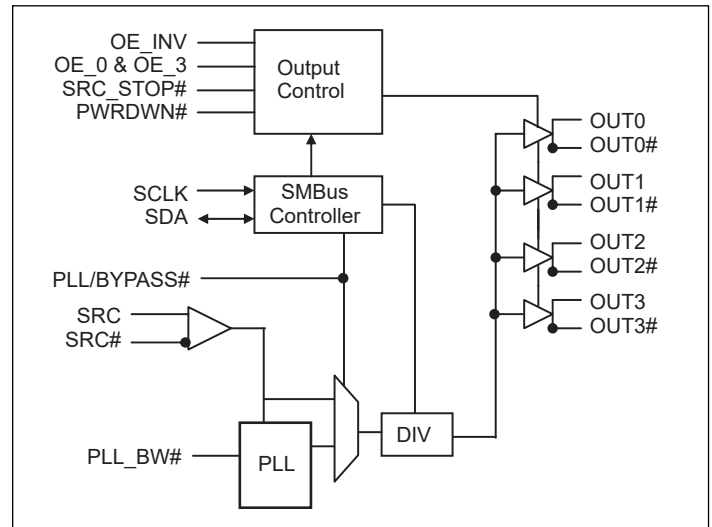 OE_INV
OE_0 & OE_3
SRC_STOP#
PWRDWN#
Output
Control
OUT0
OUT0#
OUT1
OUT1#
OUT2
OUT2#
OUT3
OUT3#
SCLK
SDA
SMBus
Controller
PLL/BYPASS#
SRC
SRC#
PLL_BW#
PLL
DIV